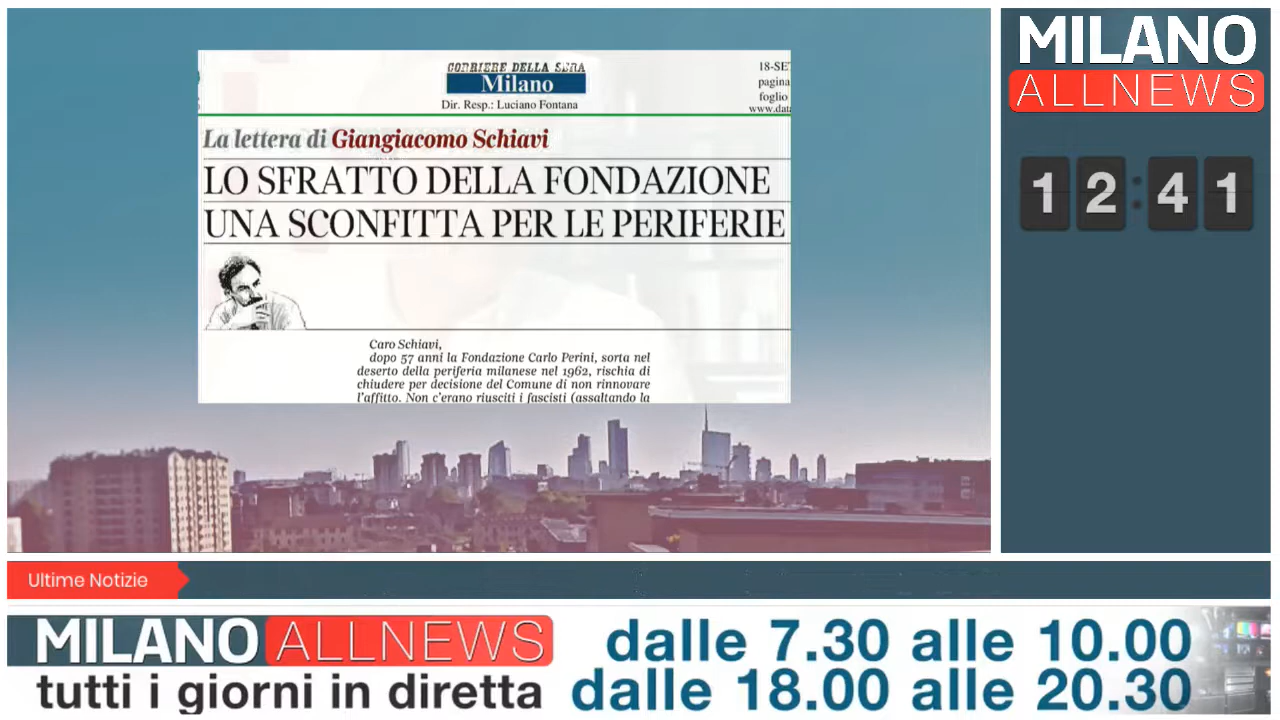 CORRIERE DELLA SERA
Milano
Dir. Resp.: Luciano Fontana
18-SE
pagina
foglio
www.dat
La lettera di Giangiacomo Schiavi
LO SFRATTO DELLA FONDAZIONE
UNA SCONFITTA PER LE PERIFERIE
Caro Schiavi,
dopo 57 anni la Fondazione Carlo Perini, sorta nel
deserto della periferia milanese nel 1962, rischia di
chiudere per decisione del Comune di non rinnovare
l'affitto. Non c'erano riusciti i fascisti (assaltando la
MILANO
ALLNEWS
12:41
Ultime Notizie
MILANO ALLNEWS
tutti i giorni in diretta
dalle 7.30 alle 10.00
dalle 18.00 alle 20.30